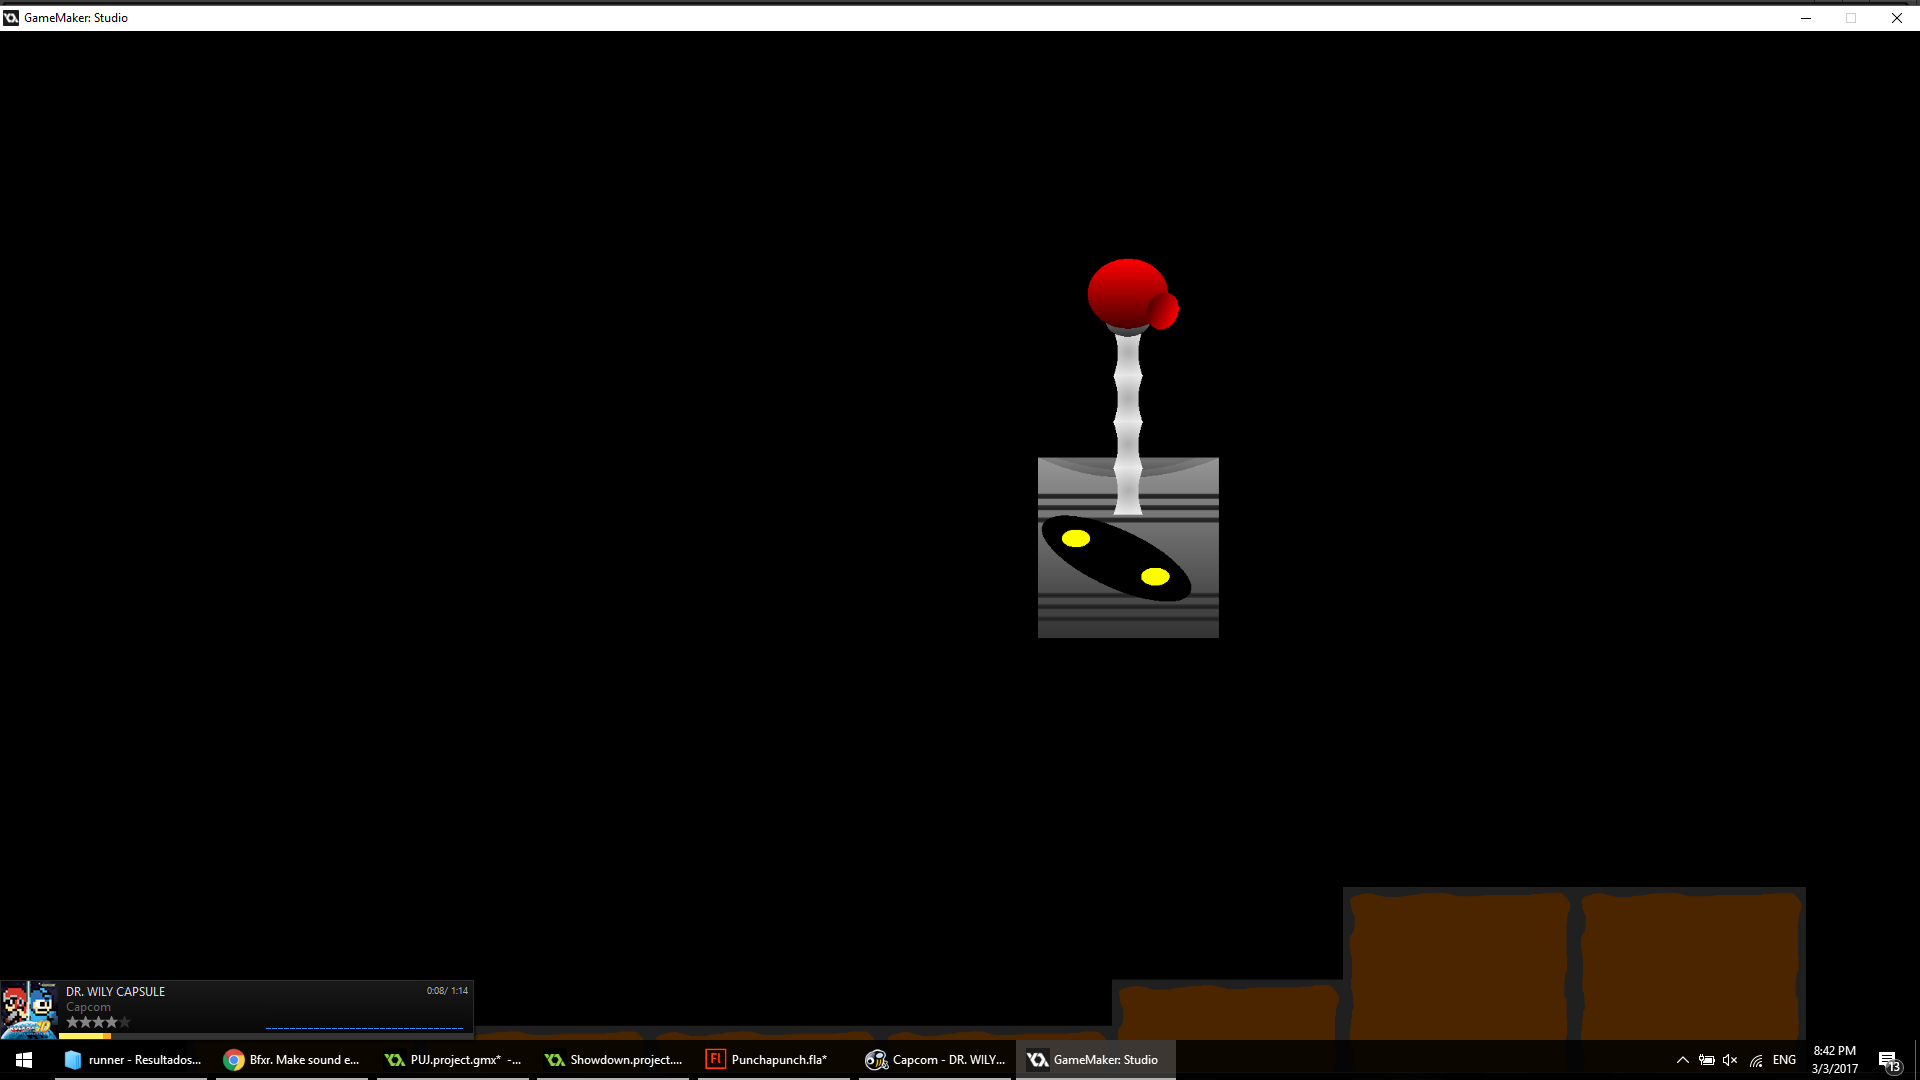 GameMaker: Studio
DR. WILY CAPSULE
0:08/ 1:14
Capcom
runner - Resultados...
Bfxr. Make sound e...
PUJ.project.gmx* -...
Showdown.project....
Fl
Punchapunch.fla*
Capcom - DR. WILY...
GameMaker: Studio
ENG
8:42 PM
3/3/2017
13